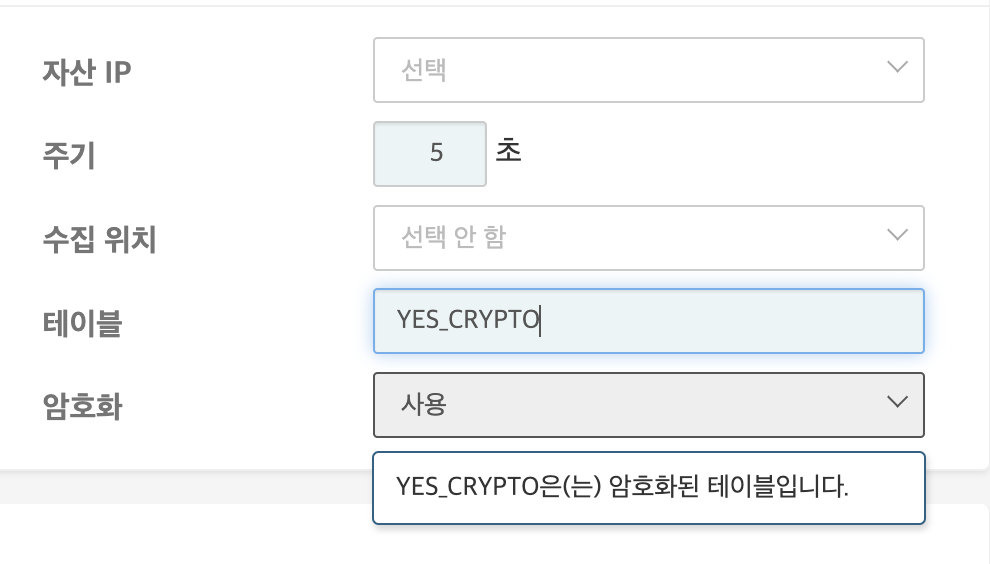 자산 IP 선택
주기 5 초
수집 위치 선택 안 함
테이블 YES_CRYPTO
암호화 사용
YES_CRYPTO은(는) 암호화된 테이블입니다.